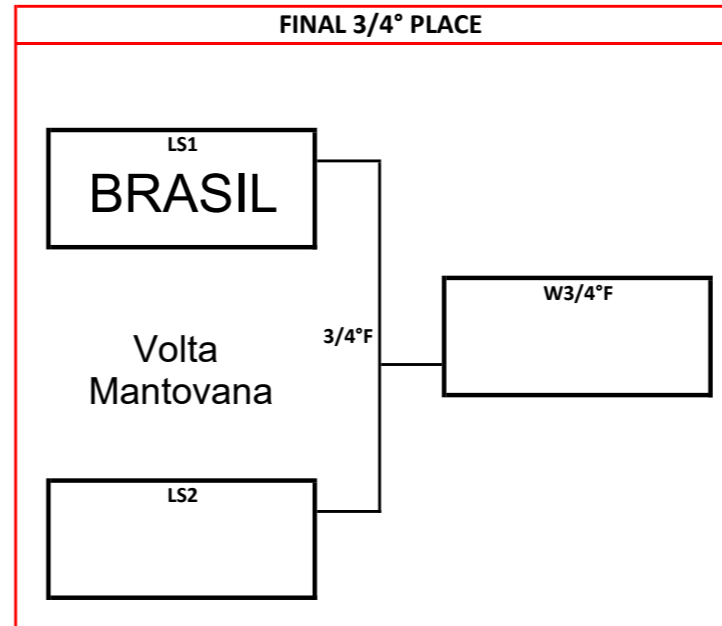 FINAL 3/4° PLACE
LS1
BRASIL
W3/4°F
3/4°F
Volta
Mantovana
LS2